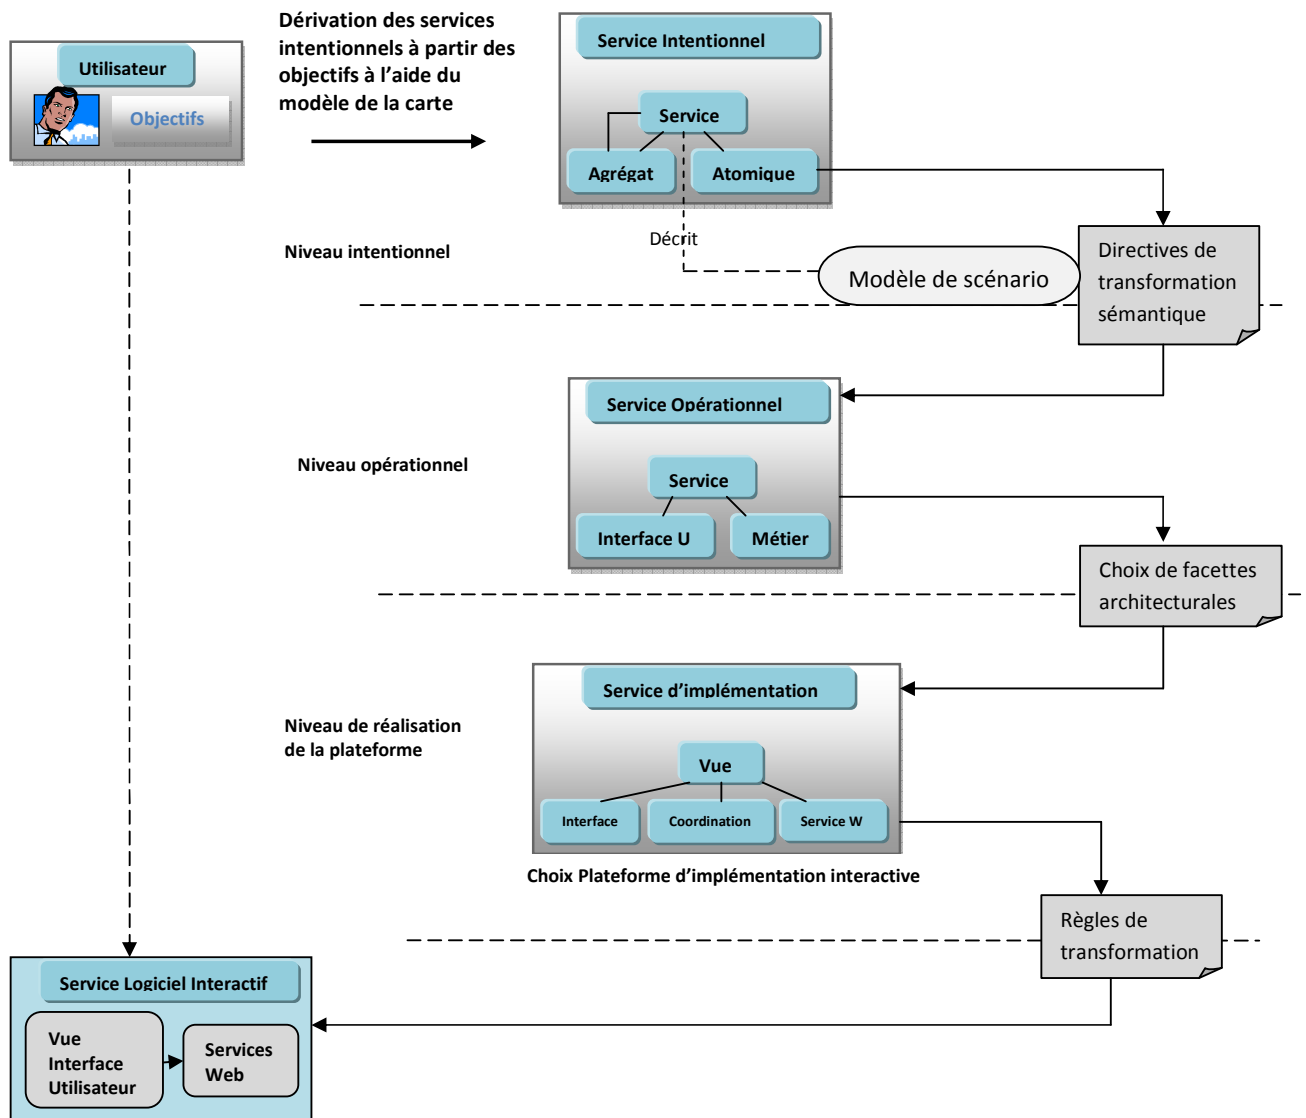 Dérivation des services
intentionnels à partir des
objectifs à l'aide du
modèle de la carte
Utilisateur
Objectifs
Service Intentionnel
Service
Agrégat
Atomique
Décrit
Niveau intentionnel
Modèle de scénario
Directives de
transformation
sémantique
Service Opérationnel
Niveau opérationnel
Service
Interface U
Métier
Choix de facettes
architecturales
Service d'implémentation
Niveau de réalisation
de la plateforme
Vue
Interface
Coordination
Service W
Choix Plateforme d'implémentation interactive
Règles de
transformation
Service Logiciel Interactif
Vue
Interface
Utilisateur
Services
Web